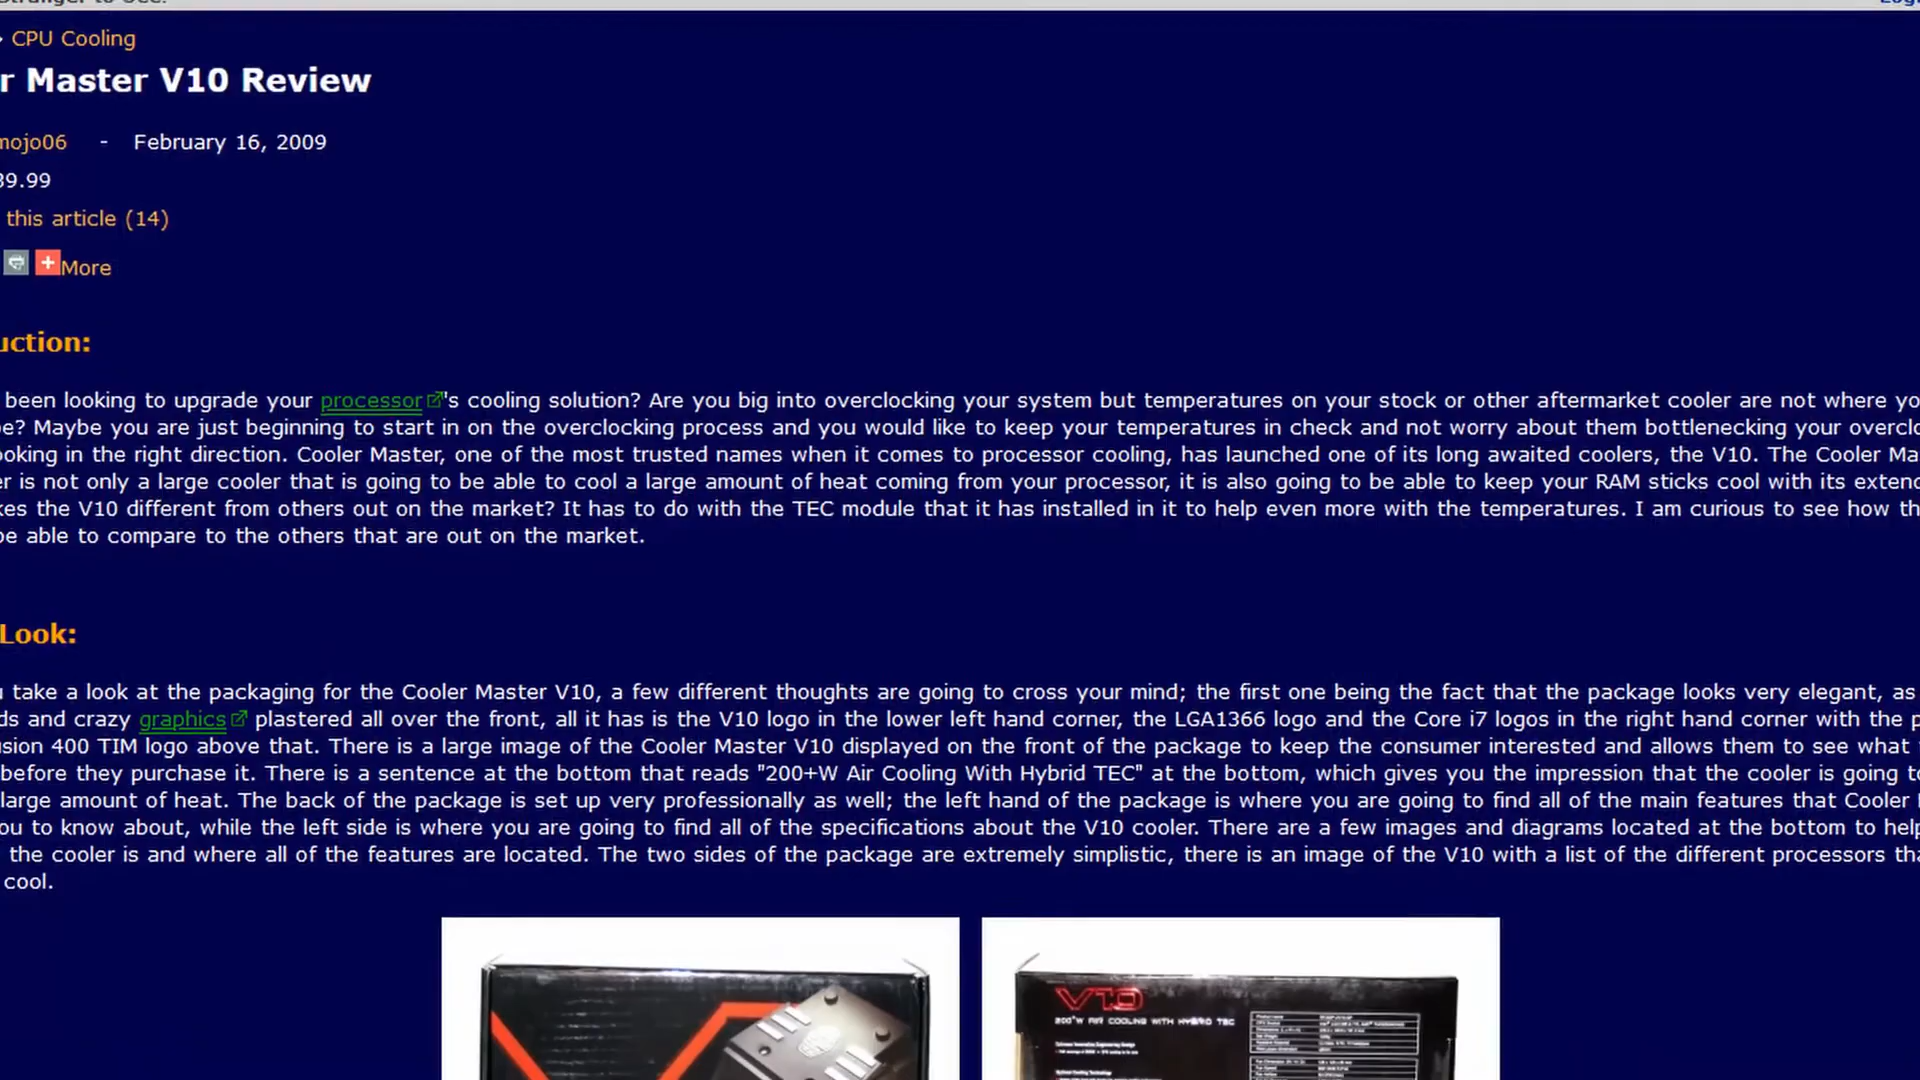 CPU Cooling
r Master V10 Review
mojo06 - February 16, 2009
39.99
this article (14)
More
uction:
been looking to upgrade your processor's cooling solution? Are you big into overclocking your system but temperatures on your stock or other aftermarket cooler are not where yo
e? Maybe you are just beginning to start in on the overclocking process and you would like to keep your temperatures in check and not worry about them bottlenecking your overclo
ooking in the right direction. Cooler Master, one of the most trusted names when it comes to processor cooling, has launched one of its long awaited coolers, the V10. The Cooler Ma
r is not only a large cooler that is going to be able to cool a large amount of heat coming from your processor, it is also going to be able to keep your RAM sticks cool with its exten
kes the V10 different from others out on the market? It has to do with the TEC module that it has installed in it to help even more with the temperatures. I am curious to see how th
be able to compare to the others that are out on the market.
Look:
u take a look at the packaging for the Cooler Master V10, a few different thoughts are going to cross your mind; the first one being the fact that the package looks very elegant, as
ds and crazy graphics plastered all over the front, all it has is the V10 logo in the lower left hand corner, the LGA1366 logo and the Core i7 logos in the right hand corner with the p
usion 400 TIM logo above that. There is a large image of the Cooler Master V10 displayed on the front of the package to keep the consumer interested and allows them to see what
before they purchase it. There is a sentence at the bottom that reads "200+W Air Cooling With Hybrid TEC" at the bottom, which gives you the impression that the cooler is going to
large amount of heat. The back of the package is set up very professionally as well; the left hand of the package is where you are going to find all of the main features that Cooler
ou to know about, while the left side is where you are going to find all of the specifications about the V10 cooler. There are a few images and diagrams located at the bottom to help
the cooler is and where all of the features are located. The two sides of the package are extremely simplistic, there is an image of the V10 with a list of the different processors tha
cool.
V10
200+W AIR COOLING WITH HYBRID TEC